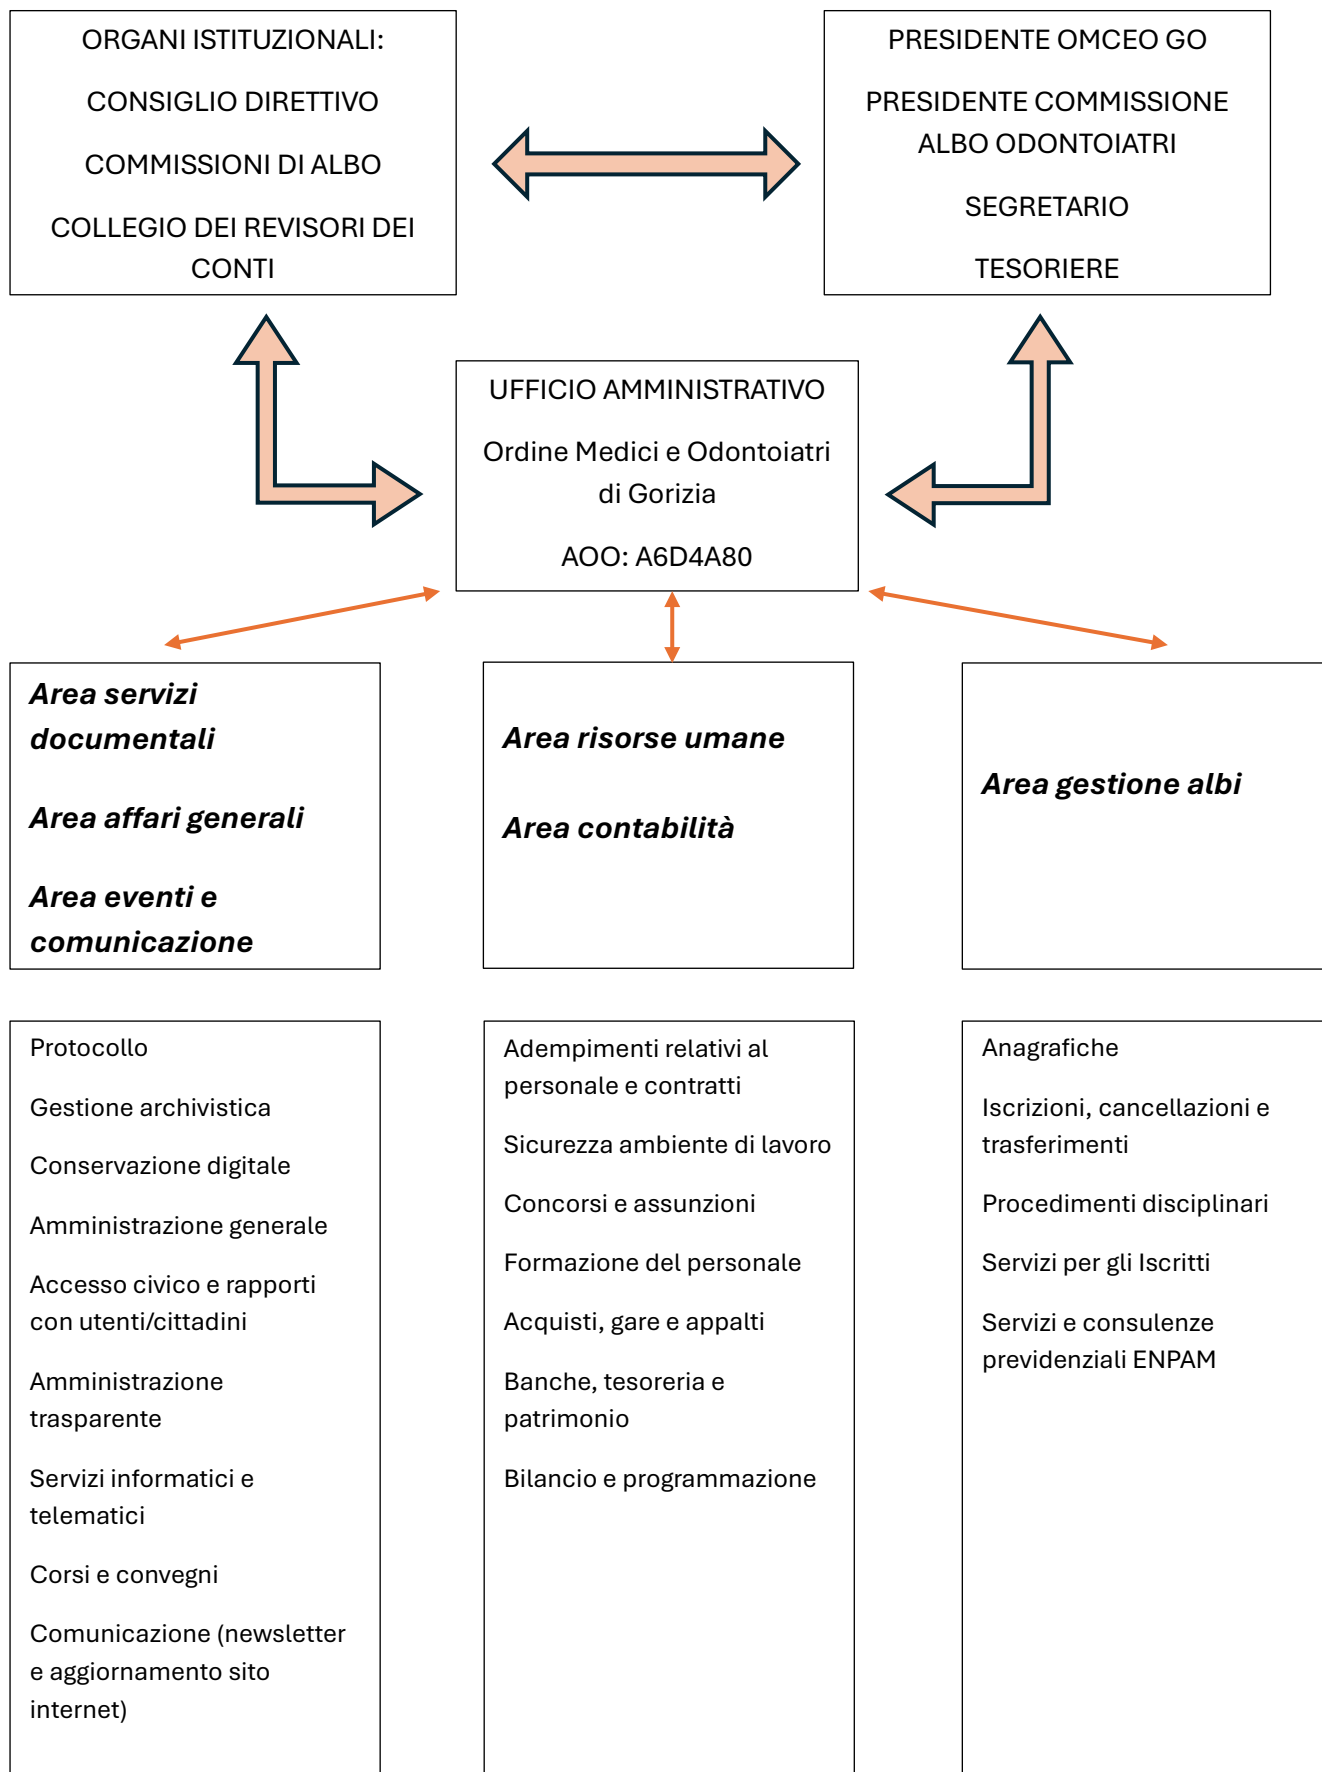 ORGANI ISTITUZIONALI:
CONSIGLIO DIRETTIVO
COMMISSIONI DI ALBO
COLLEGIO DEI REVISORI DEI
CONTI
PRESIDENTE OMCEO GO
PRESIDENTE COMMISSIONE
ALBO ODONTOIATRI
SEGRETARIO
TESORIERE
UFFICIO AMMINISTRATIVO
Ordine Medici e Odontoiatri
di Gorizia
AOO: A6D4A80
Area servizi
documentali
Area affari generali
Area eventi e
comunicazione
Area risorse umane
Area contabilità
Area gestione albi
Protocollo
Gestione archivistica
Conservazione digitale
Amministrazione generale
Accesso civico e rapporti
con utenti/cittadini
Amministrazione
trasparente
Servizi informatici e
telematici
Corsi e convegni
Comunicazione (newsletter
e aggiornamento sito
internet)
Adempimenti relativi al
personale e contratti
Sicurezza ambiente di lavoro
Concorsi e assunzioni
Formazione del personale
Acquisti, gare e appalti
Banche, tesoreria e
patrimonio
Bilancio e programmazione
Anagrafiche
Iscrizioni, cancellazioni e
trasferimenti
Procedimenti disciplinari
Servizi per gli Iscritti
Servizi e consulenze
previdenziali ENPAM